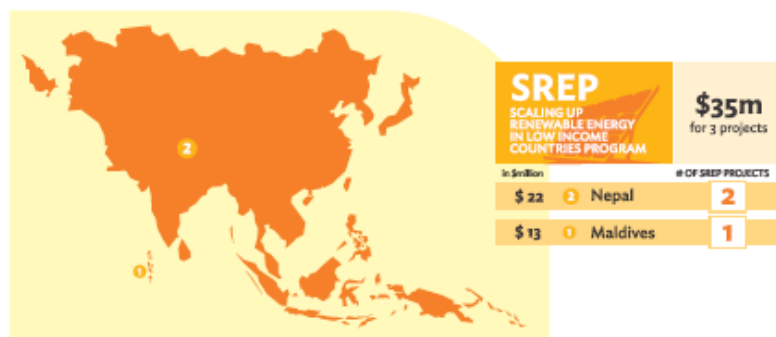 2
1
SREP
SCALING UP
RENEWABLE ENERGY
IN LOW INCOME
COUNTRIES PROGRAM
$35m
for 3 projects
in $million # OF SREP PROJECTS
$ 22 2 Nepal 2
$ 13 1 Maldives 1